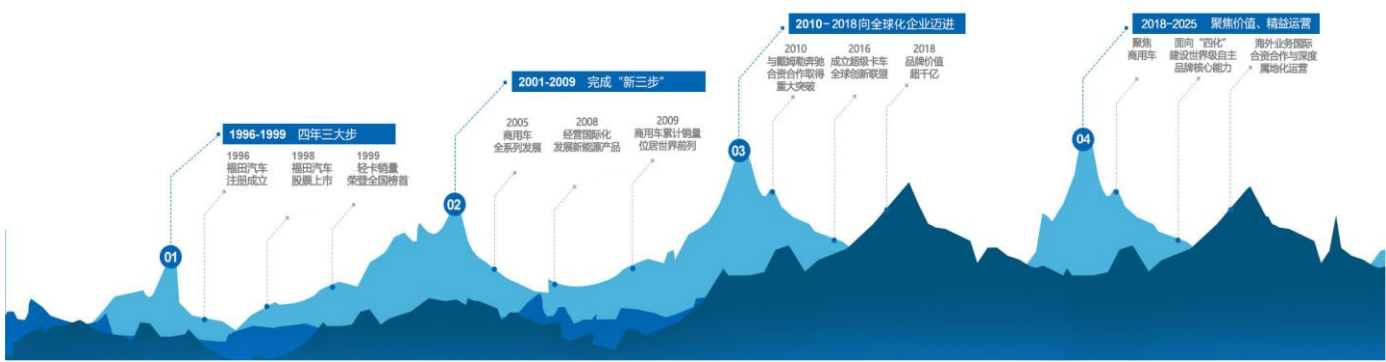 1996-1999 四年三大步
1996
福田汽车
注册成立
1998
福田汽车
股票上市
1999
轻卡销量
荣登全国榜首
01
2001-2009 完成“新三步”
2005
商用车
全系列发展
2008
经营国际化
发展新能源产品
2009
商用车累计销量
位居世界前列
02
2010-2018向全球化企业迈进
2010
与戴姆勒奔驰
合资合作取得
重大突破
2016
成立超级卡车
全球创新联盟
2018
品牌价值
超千亿
03
2018-2025 聚焦价值、精益运营
聚焦
商用车
面向“四化”
建设世界级自主
品牌核心能力
海外业务国际
合资合作与深度
属地化运营
04